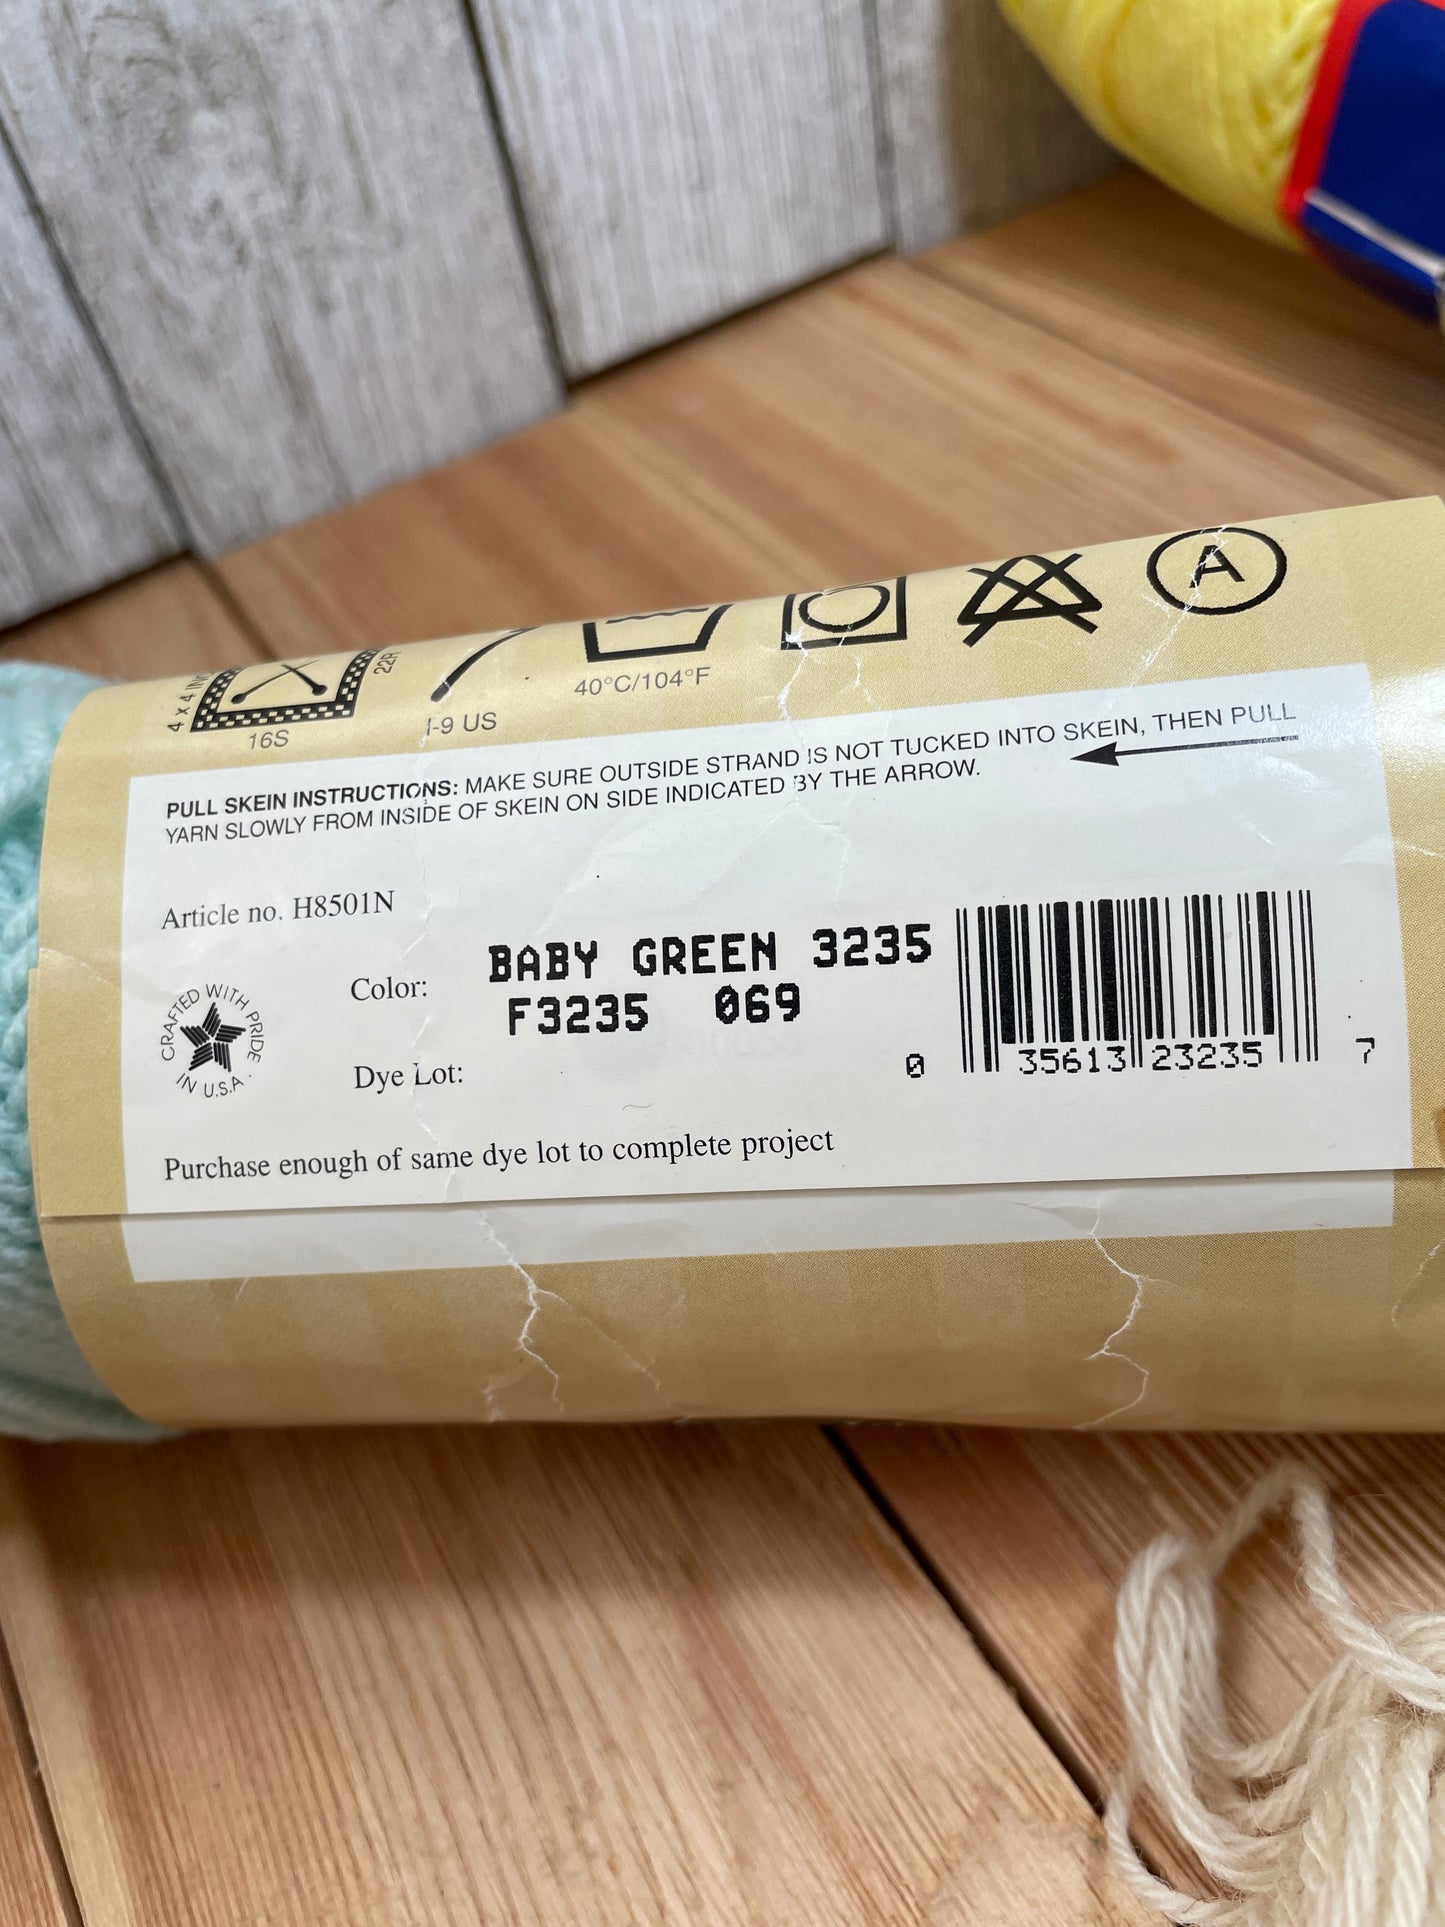 A
4 x 4 IN
22R
16S
I-9 US
40°C/104°F
PULL SKEIN INSTRUCTIONS: MAKE SURE OUTSIDE STRAND IS NOT TUCKED INTO SKEIN, THEN PULL
YARN SLOWLY FROM INSIDE OF SKEIN ON SIDE INDICATED BY THE ARROW.
Article no. H8501N
CRAFTED WITH PRIDE
IN U.S.A.
Color: BABY GREEN 3235
F3235 069
Dye Lot:
0 35613 23235 7
Purchase enough of same dye lot to complete project